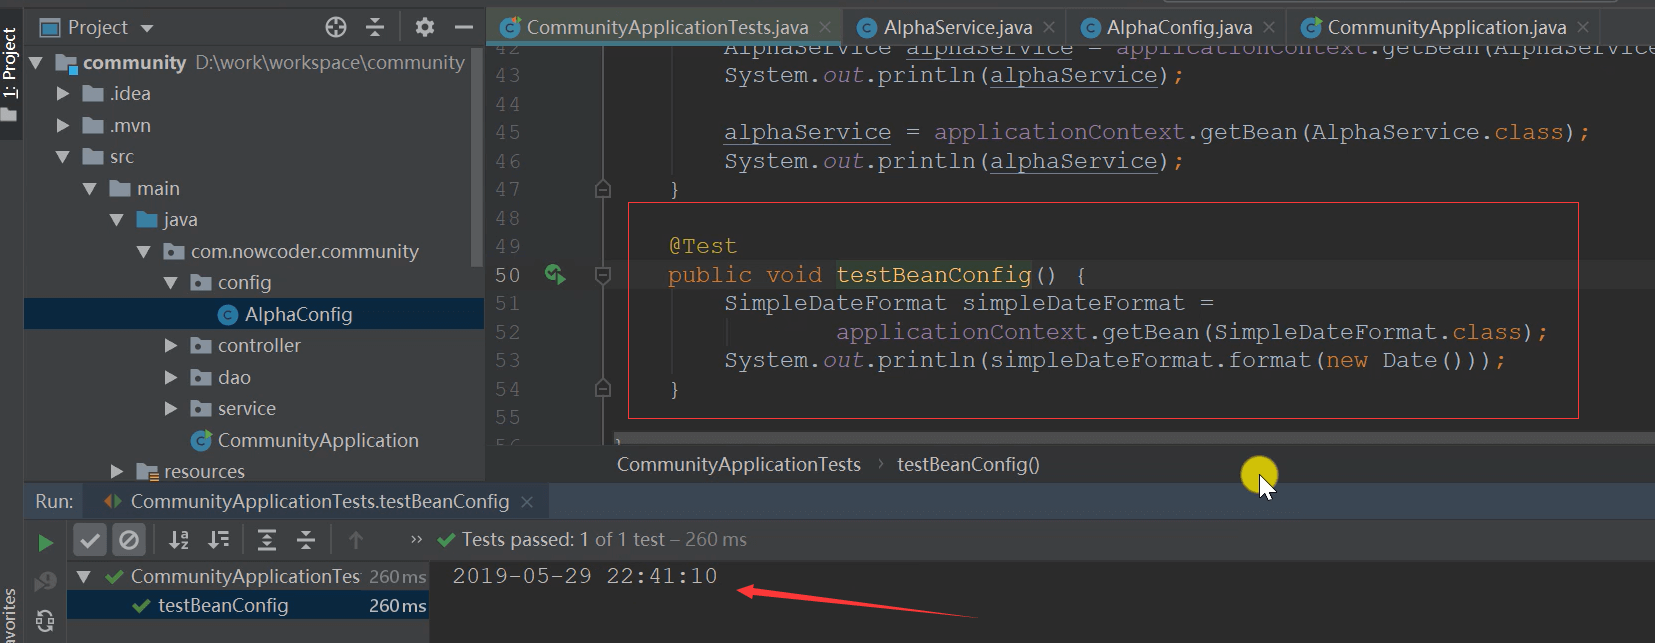 Project
CommunityApplicationTests.java
AlphaService.java
AlphaConfig.java
CommunityApplication.java
1: Project
community D:\work\workspace\community
.idea
.mvn
src
main
java
com.nowcoder.community
config
AlphaConfig
controller
dao
service
CommunityApplication
resources
42 AlphaService alphaService = applicationContext.getBean(AlphaService
43 System.out.println(alphaService);
44
45 alphaService = applicationContext.getBean(AlphaService.class);
46 System.out.println(alphaService);
47 }
48
49 @Test
50 public void testBeanConfig() {
51 SimpleDateFormat simpleDateFormat =
52 applicationContext.getBean(SimpleDateFormat.class);
53 System.out.println(simpleDateFormat.format(new Date()));
54 }
55
56 }
CommunityApplicationTests › testBeanConfig()
Run: CommunityApplicationTests.testBeanConfig
» Tests passed: 1 of 1 test – 260 ms
CommunityApplicationTes 260 ms
testBeanConfig 260 ms
2019-05-29 22:41:10
avorites